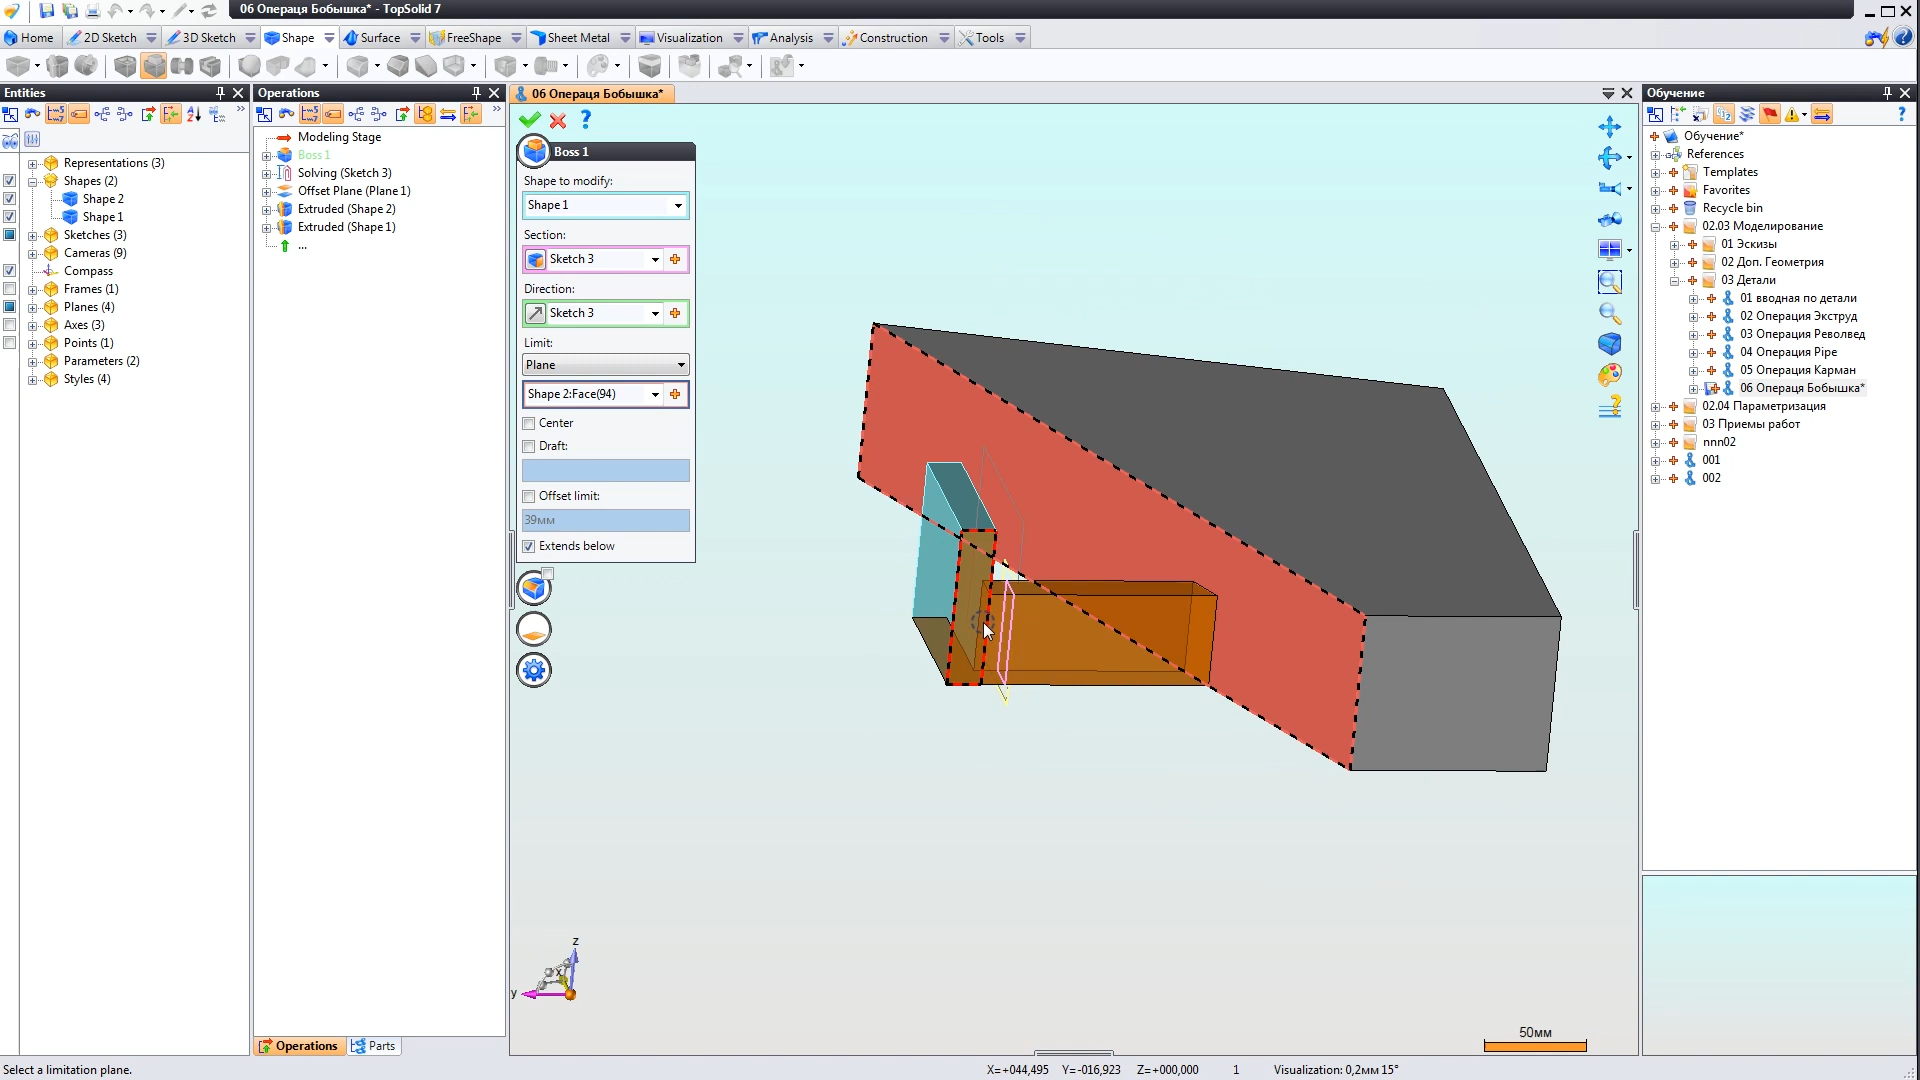 06 Операця Бобышка* - TopSolid 7
Home
2D Sketch
3D Sketch
Shape
Surface
FreeShape
Sheet Metal
Visualization
Analysis
Construction
Tools
Entities
Representations (3)
Shapes (2)
Shape 2
Shape 1
Sketches (3)
Cameras (9)
Compass
Frames (1)
Planes (4)
Axes (3)
Points (1)
Parameters (2)
Styles (4)
Operations
Modeling Stage
Boss 1
Solving (Sketch 3)
Offset Plane (Plane 1)
Extruded (Shape 2)
Extruded (Shape 1)
...
Operations
Parts
06 Операця Бобышка*
Boss 1
Shape to modify:
Shape 1
Section:
Sketch 3
Direction:
Sketch 3
Limit:
Plane
Shape 2:Face(94)
Center
Draft:
Offset limit:
39мм
Extends below
z
x
y
50мм
Обучение
Обучение*
References
Templates
Favorites
Recycle bin
02.03 Моделирование
01 Эскизы
02 Доп. Геометрия
03 Детали
01 вводная по детали
02 Операция Экструд
03 Операция Револвед
04 Операция Pipe
05 Операция Карман
06 Операця Бобышка*
02.04 Параметризация
03 Приемы работ
nnn02
001
002
Select a limitation plane.
X=+044,495 Y=-016,923 Z=+000,000 1 Visualization: 0,2мм 15°